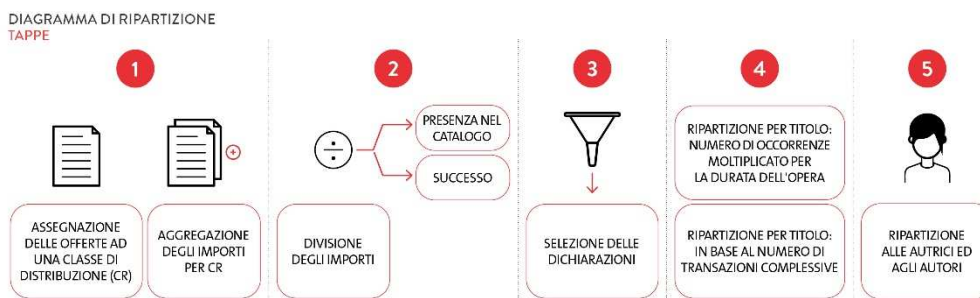 DIAGRAMMA DI RIPARTIZIONE
TAPPE
1
2
3
4
5
PRESENZA NEL
CATALOGO
SUCCESSO
RIPARTIZIONE PER TITOLO:
NUMERO DI OCCORRENZE
MOLTIPLICATO PER
LA DURATA DELL'OPERA
ASSEGNAZIONE
DELLE OFFERTE AD
UNA CLASSE DI
DISTRIBUZIONE (CR)
AGGREGAZIONE
DEGLI IMPORTI
PER CR
DIVISIONE
DEGLI IMPORTI
SELEZIONE DELLE
DICHIARAZIONI
RIPARTIZIONE PER TITOLO:
IN BASE AL NUMERO DI
TRANSAZIONI COMPLESSIVE
RIPARTIZIONE
ALLE AUTRICI ED
AGLI AUTORI